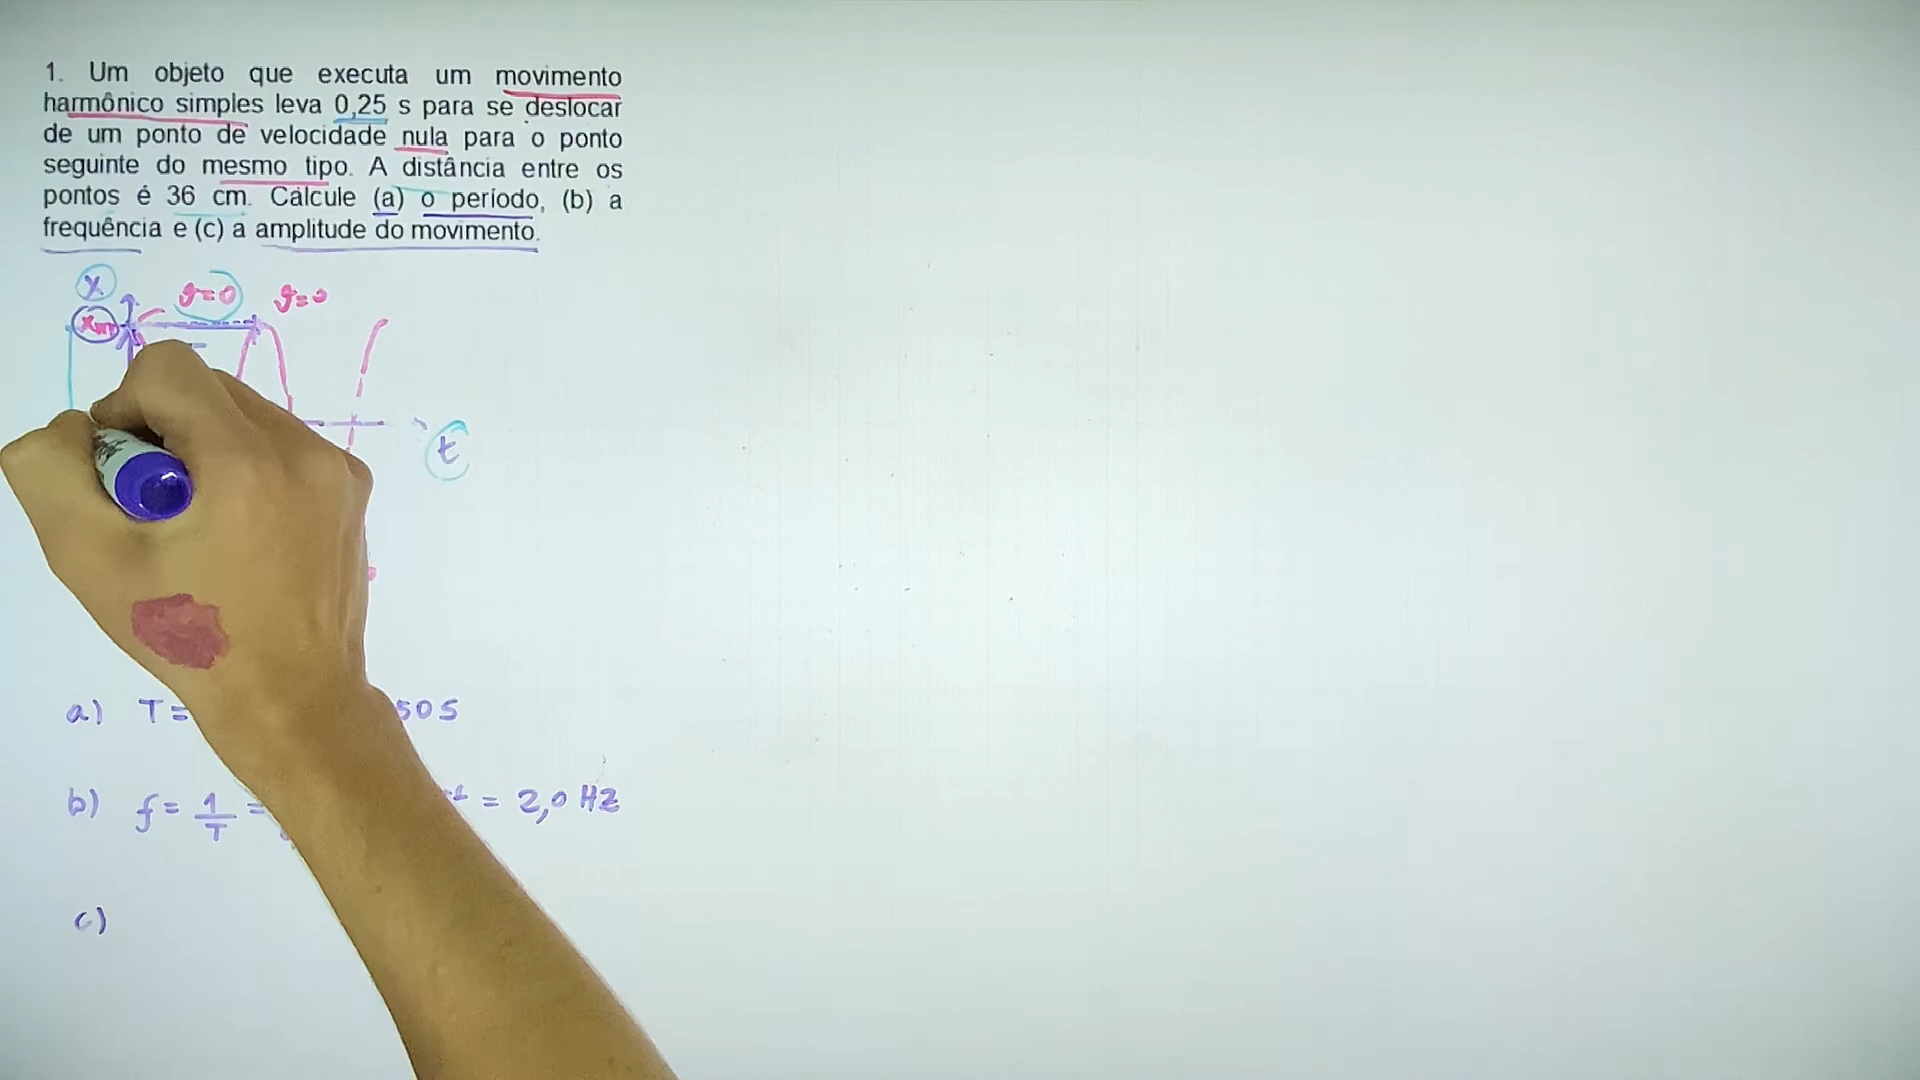 1. Um objeto que executa um movimento
harmônico simples leva 0,25 s para se deslocar
de um ponto de velocidade nula para o ponto
seguinte do mesmo tipo. A distância entre os
pontos é 36 cm. Calcule (a) o período, (b) a
frequência e (c) a amplitude do movimento.
x
v=0 v=0
xm
t
a) T= 50 s
b) f= 1/T = = 2,0 Hz
c)